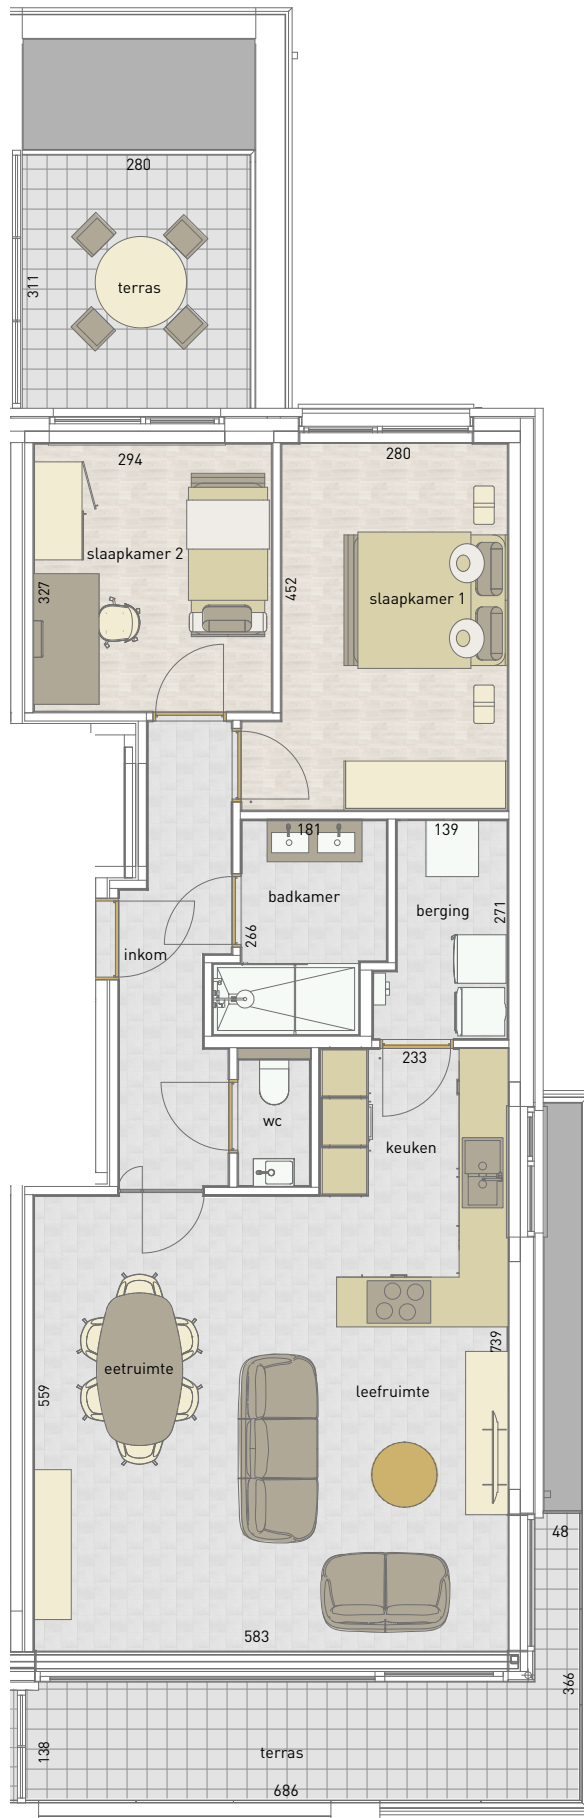 280
311
terras
294
280
slaapkamer 2
327
452
slaapkamer 1
181
139
badkamer
berging
271
266
inkom
233
wc
keuken
739
eetruimte
559
leefruimte
48
583
366
138
terras
686